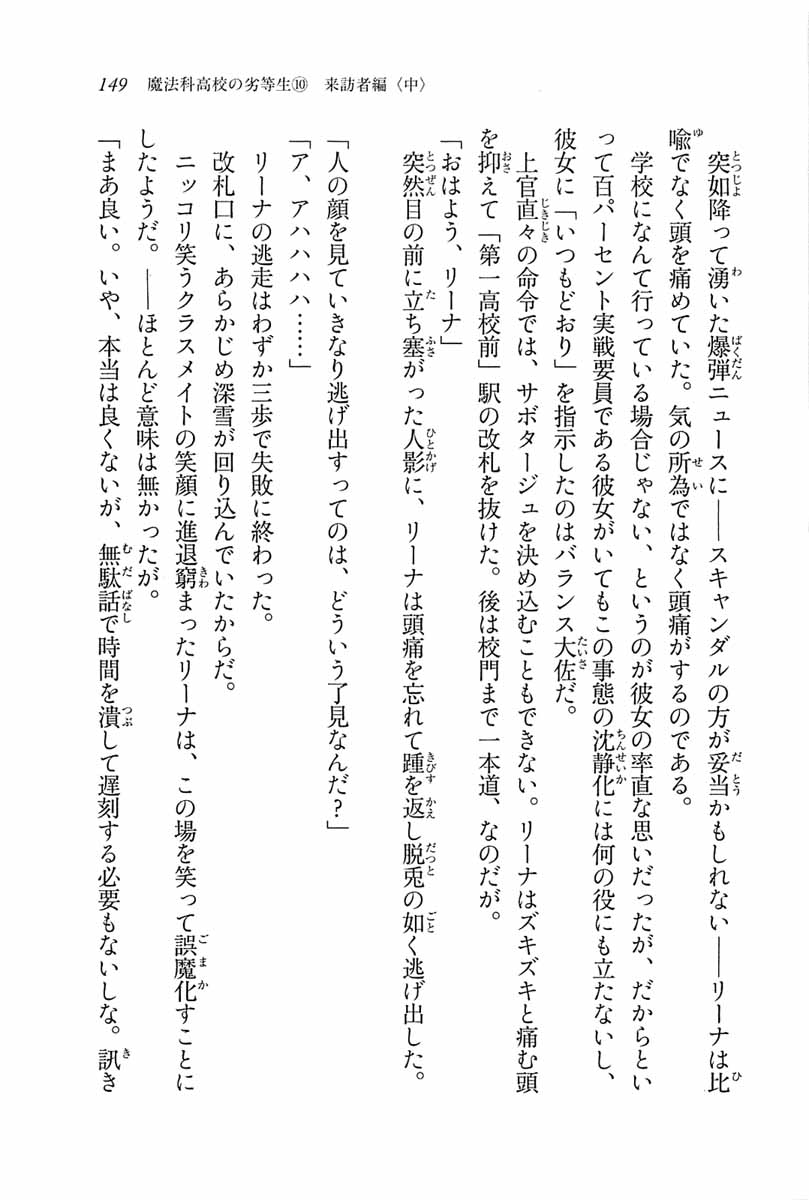 149　魔法科高校の劣等生⑩　来訪者編〈中〉
　突如降って湧いた爆弾ニュースに――スキャンダルの方が妥当かもしれない――リーナは比
喩でなく頭を痛めていた。気の所為ではなく頭痛がするのである。
　学校になんて行っている場合じゃない、というのが彼女の率直な思いだったが、だからとい
って百パーセント実戦要員である彼女がいてもこの事態の沈静化には何の役にも立たないし、
彼女に「いつもどおり」を指示したのはバランス大佐だ。
　上官直々の命令では、サボタージュを決め込むこともできない。リーナはズキズキと痛む頭
を抑えて「第一高校前」駅の改札を抜けた。後は校門まで一本道、なのだが。
「おはよう、リーナ」
　突然目の前に立ち塞がった人影に、リーナは頭痛を忘れて踵を返し脱兎の如く逃げ出した。
「人の顔を見ていきなり逃げ出すってのは、どういう了見なんだ？」
「ア、アハハハハ……」
　リーナの逃走はわずか三歩で失敗に終わった。
　改札口に、あらかじめ深雪が回り込んでいたからだ。
　ニッコリ笑うクラスメイトの笑顔に進退窮まったリーナは、この場を笑って誤魔化すことに
したようだ。――ほとんど意味は無かったが。
「まあ良い。いや、本当は良くないが、無駄話で時間を潰して遅刻する必要もないしな。訊き